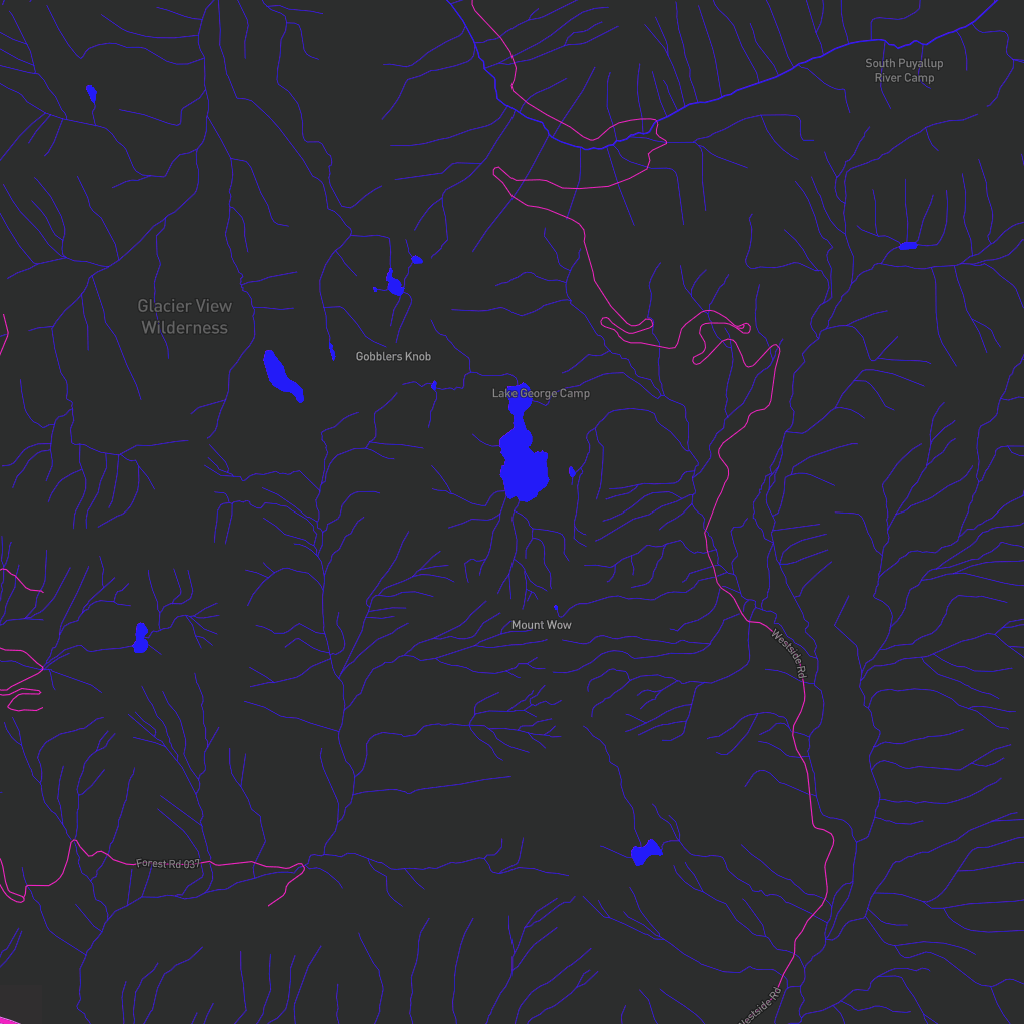 South Puyallup
River Camp
Glacier View
Wilderness
Gobblers Knob
Lake George Camp
Mount Wow
Westside Rd
Forest Rd 037
Westside Rd